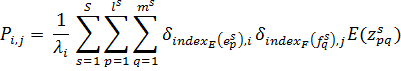 $P_{i,j} = \frac{1}{\lambda_i} \sum_{s=1}^{S} \sum_{p=1}^{l^s} \sum_{q=1}^{m^s} \delta_{index_E(e_p^s),i} \, \delta_{index_F(f_q^s),j} E(z_{pq}^s)$